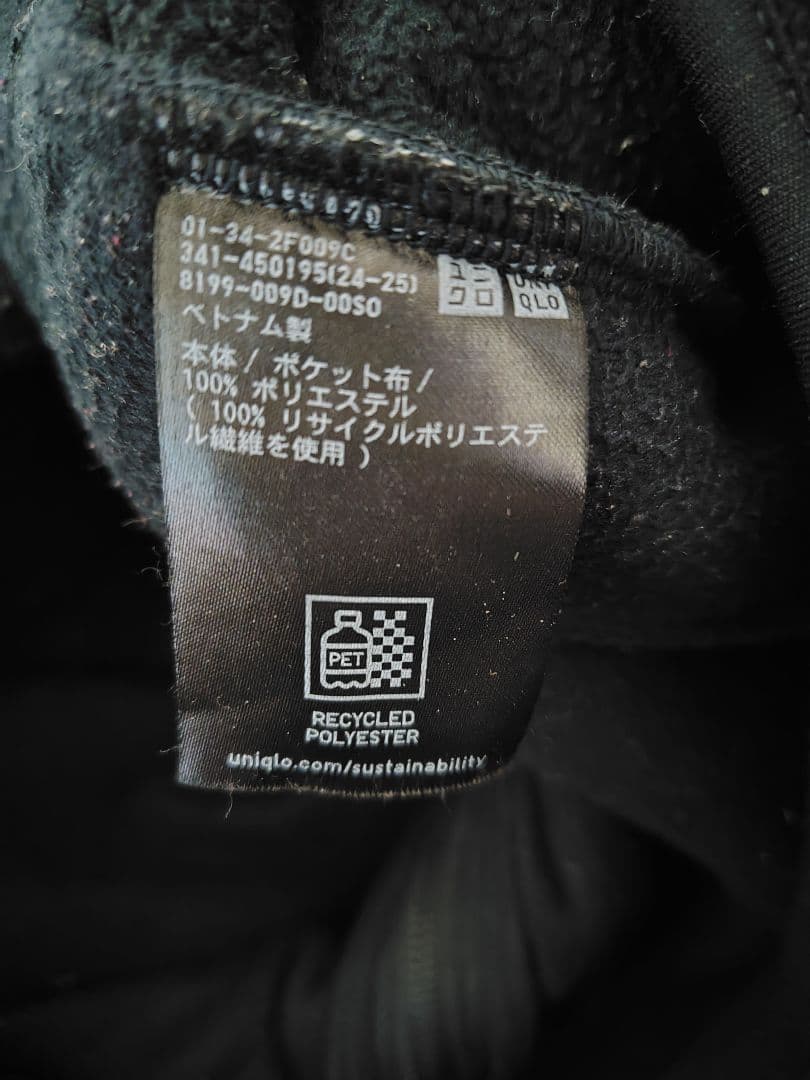 01-34-2F009C
341-450195(24-25)
8199-009D-00S0
ユニ
クロ
UNI
QLO
ベトナム製
本体/ ポケット布/
100% ポリエステル
( 100% リサイクルポリエステ
ル繊維を使用 )
PET
RECYCLED
POLYESTER
uniqlo.com/sustainability